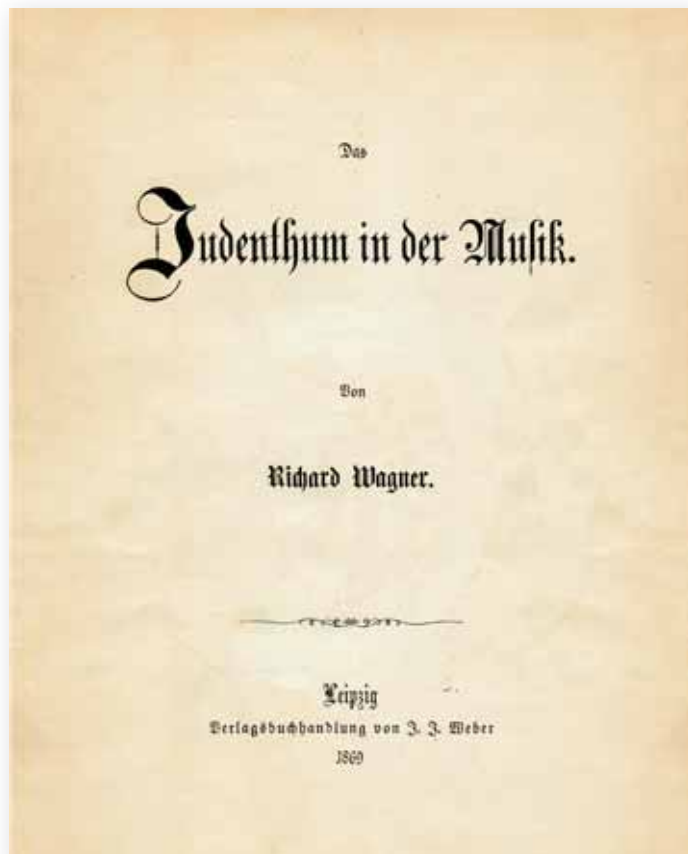 Das
Judenthum in der Musik.
Von
Richard Wagner.
Leipzig
Verlagsbuchhandlung von J. J. Weber
1869